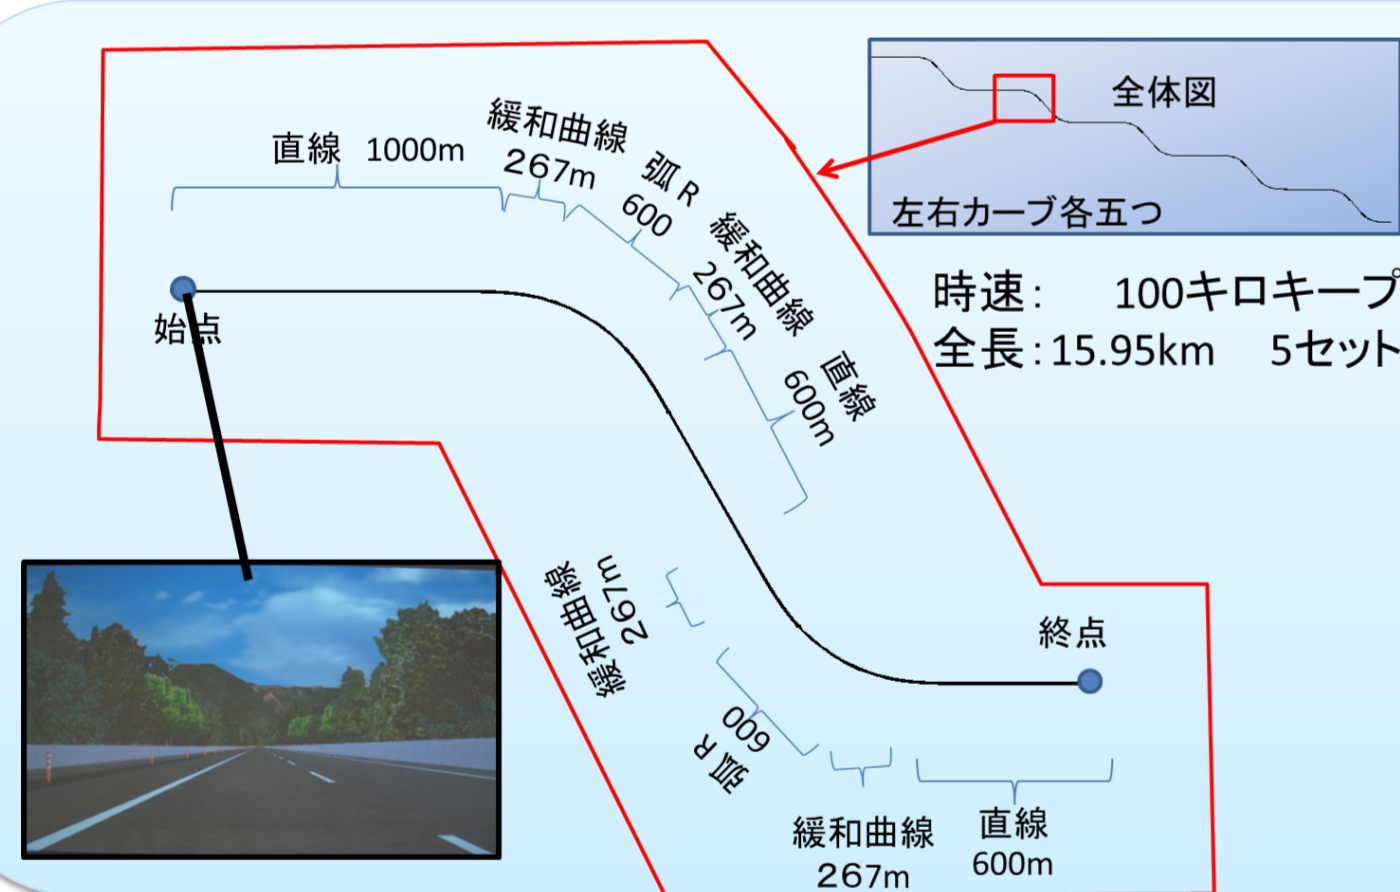 直線 1000m
緩和曲線
267m
弧 R
600
緩和曲線
267m
直線
600m
始点
全体図
左右カーブ各五つ
時速： 100キロキープ
全長：15.95km 5セット
緩和曲線
267m
弧 R
600
緩和曲線
267m
直線
600m
終点